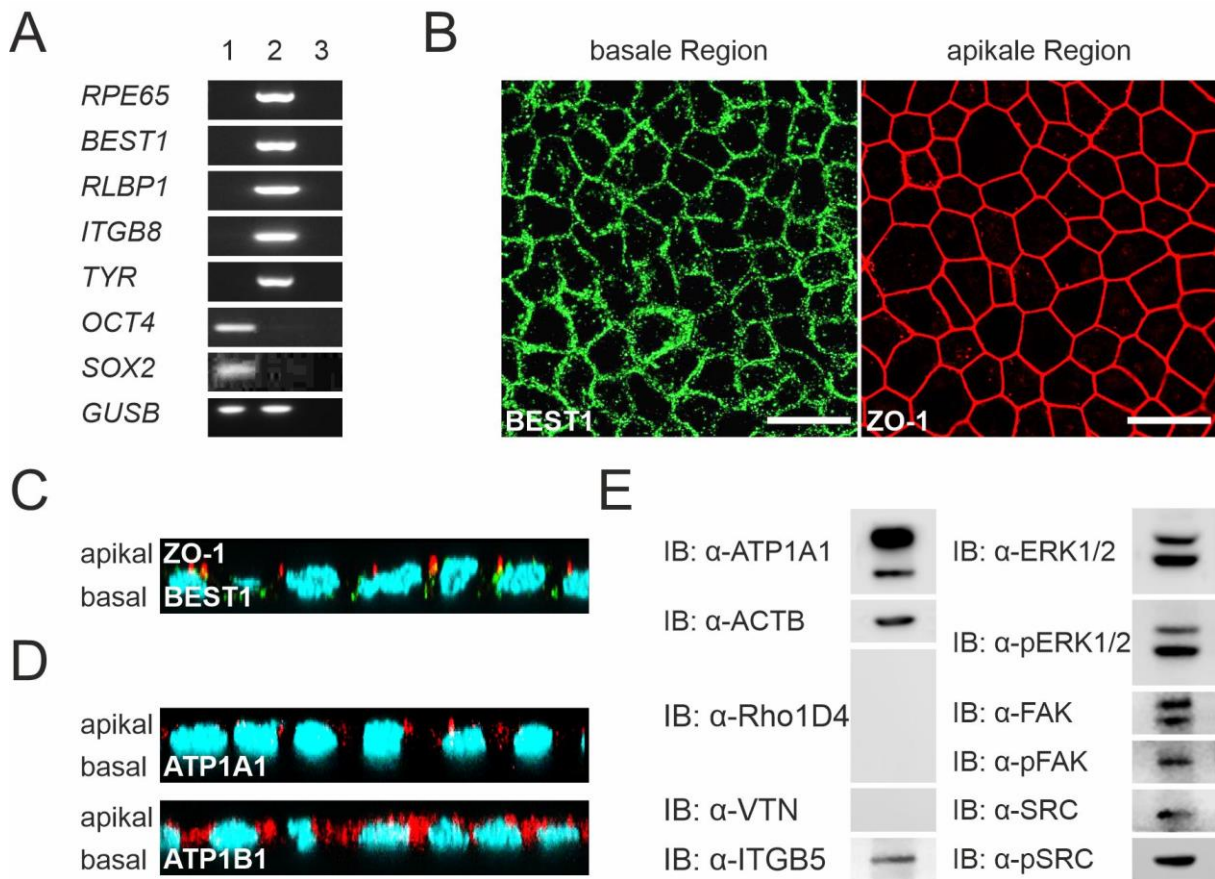 A
1 2 3
RPE65
BEST1
RLBP1
ITGB8
TYR
OCT4
SOX2
GUSB
B
basale Region apikale Region
BEST1 ZO-1
C
apikal ZO-1
basal BEST1
D
apikal
basal ATP1A1
apikal
basal ATP1B1
E
IB: α-ATP1A1
IB: α-ACTB
IB: α-Rho1D4
IB: α-VTN
IB: α-ITGB5
IB: α-ERK1/2
IB: α-pERK1/2
IB: α-FAK
IB: α-pFAK
IB: α-SRC
IB: α-pSRC